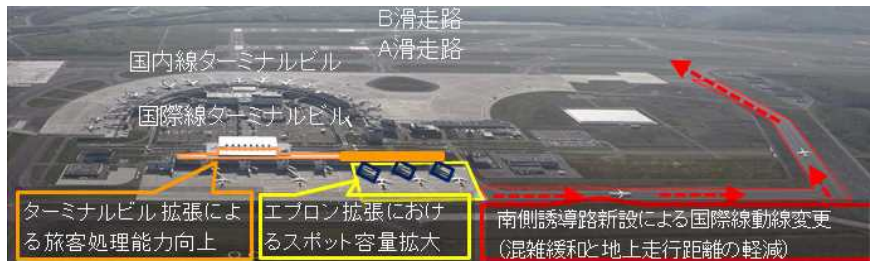 B滑走路
A滑走路
国内線ターミナルビル
国際線ターミナルビル
ターミナルビル 拡張によ
る旅客処理能力向上
エプロン拡張におけ
るスポット容量拡大
南側誘導路新設による国際線動線変更
(混雑緩和と地上走行距離の軽減)